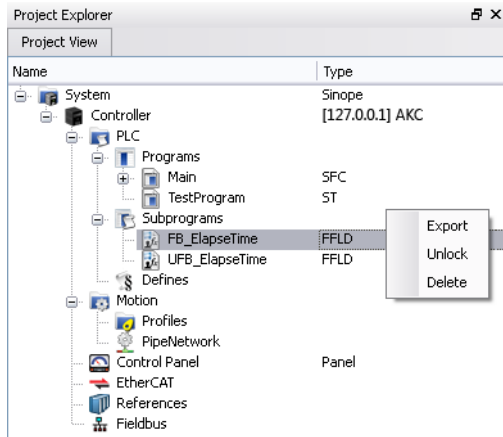 Project Explorer
Project View
Name Type
System Sinope
Controller [127.0.0.1] AKC
PLC
Programs
Main SFC
TestProgram ST
Subprograms
FB_ElapseTime FFLD
UFB_ElapseTime FFLD
Defines
Motion
Profiles
PipeNetwork
Control Panel Panel
EtherCAT
References
Fieldbus
Export
Unlock
Delete